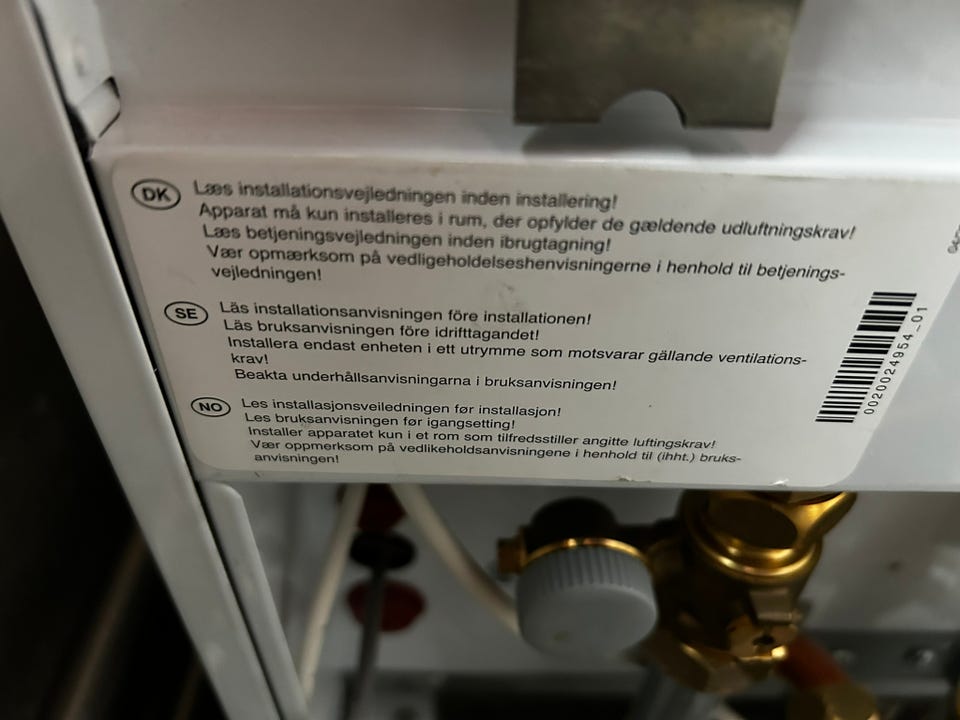 DK
Læs installationsvejledningen inden installering!
Apparat må kun installeres i rum, der opfylder de gældende udluftningskrav!
Læs betjeningsvejledningen inden ibrugtagning!
Vær opmærksom på vedligeholdelseshenvisningerne i henhold til betjenings-
vejledningen!
SE
Läs installationsanvisningen före installationen!
Läs bruksanvisningen före idrifttagandet!
Installera endast enheten i ett utrymme som motsvarar gällande ventilations-
krav!
Beakta underhållsanvisningarna i bruksanvisningen!
NO
Les installasjonsveiledningen før installasjon!
Les bruksanvisningen før igangsetting!
Installer apparatet kun i et rom som tilfredsstiller angitte luftingskrav!
Vær oppmerksom på vedlikeholdsanvisningene i henhold til (ihht.) bruks-
anvisningen!
0020024954_01